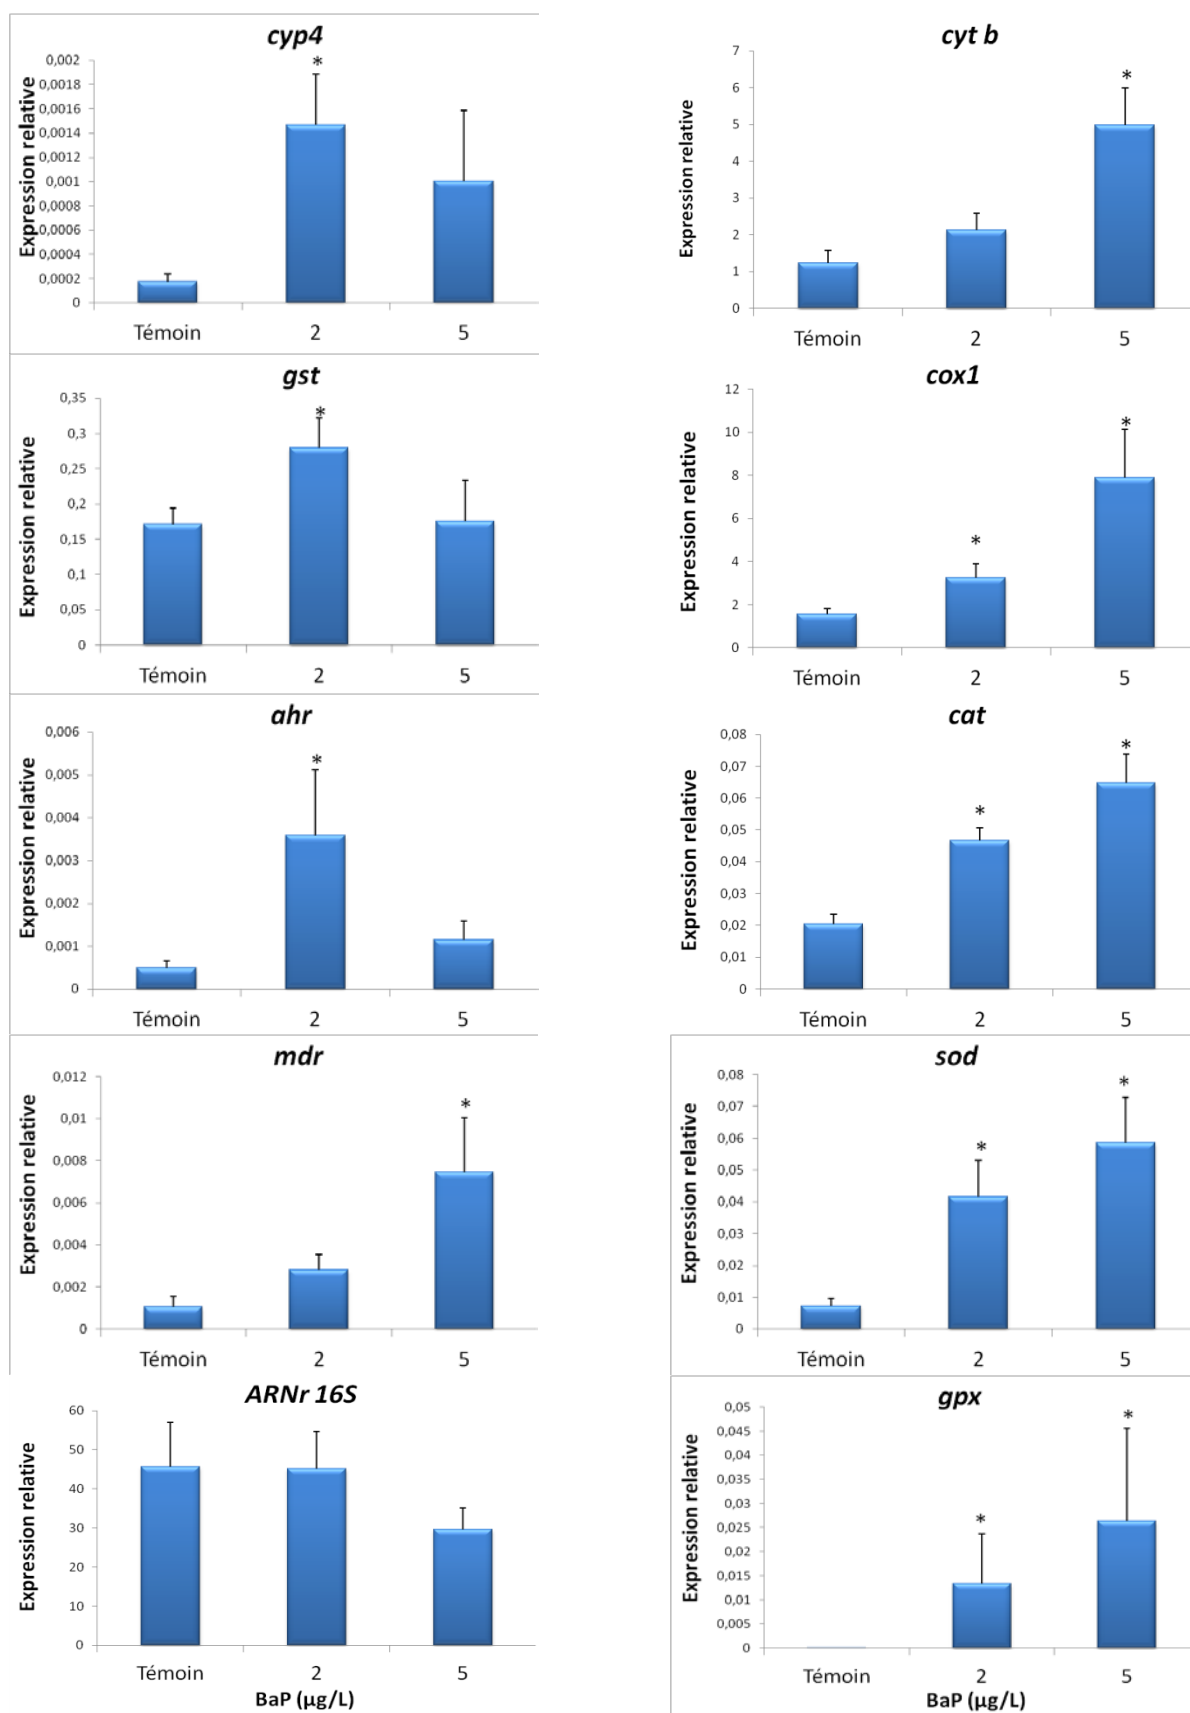 cyp4
Expression relative
0,002
0,0018
0,0016
0,0014
0,0012
0,001
0,0008
0,0006
0,0004
0,0002
0
*
Témoin 2 5
cyt b
Expression relative
7
6
5
4
3
2
1
0
*
Témoin 2 5
gst
Expression relative
0,35
0,3
0,25
0,2
0,15
0,1
0,05
0
*
Témoin 2 5
cox1
Expression relative
12
10
8
6
4
2
0
* *
Témoin 2 5
ahr
Expression relative
0,006
0,005
0,004
0,003
0,002
0,001
0
*
Témoin 2 5
cat
Expression relative
0,08
0,07
0,06
0,05
0,04
0,03
0,02
0,01
0
* *
Témoin 2 5
mdr
Expression relative
0,012
0,01
0,008
0,006
0,004
0,002
0
*
Témoin 2 5
sod
Expression relative
0,08
0,07
0,06
0,05
0,04
0,03
0,02
0,01
0
* *
Témoin 2 5
ARNr 16S
Expression relative
60
50
40
30
20
10
0
Témoin 2 5
BaP (µg/L)
gpx
Expression relative
0,05
0,045
0,04
0,035
0,03
0,025
0,02
0,015
0,01
0,005
0
* *
Témoin 2 5
BaP (µg/L)